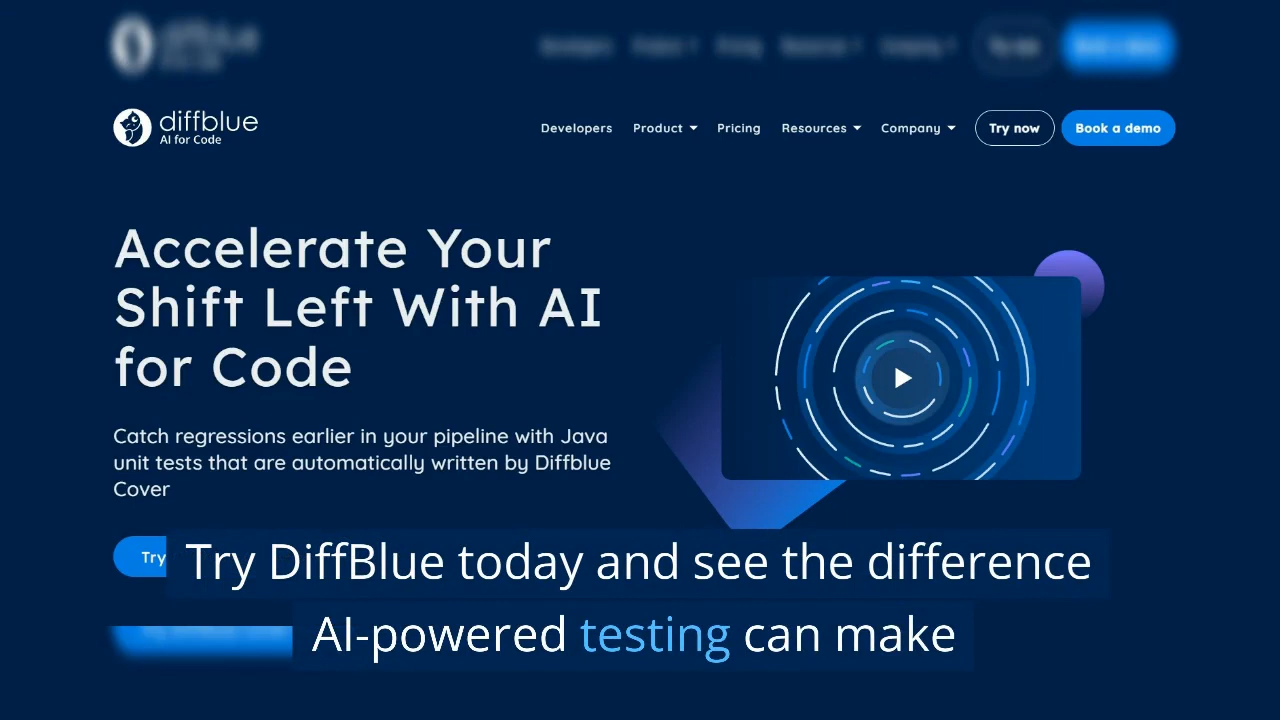 diffblue
AI for Code
Developers Product Pricing Resources Company Try now Book a demo
Accelerate Your
Shift Left With AI
for Code
Catch regressions earlier in your pipeline with Java
unit tests that are automatically written by Diffblue
Cover
Try
Try DiffBlue today and see the difference
AI-powered testing can make